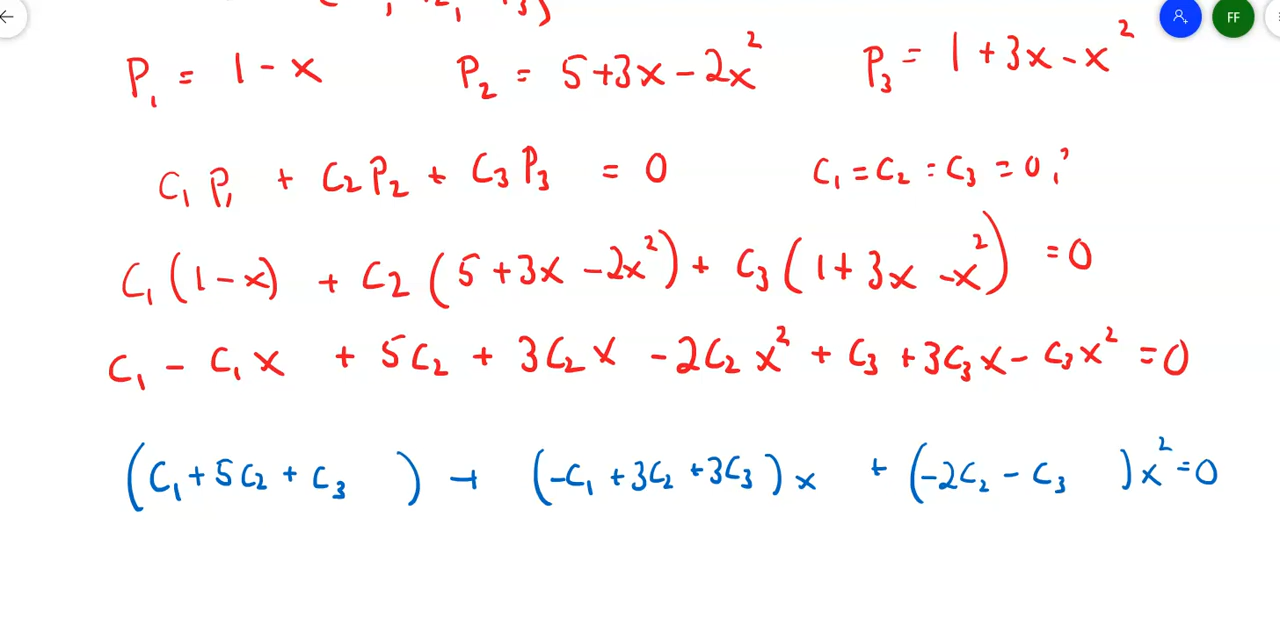 FF
P₁ = 1 - x P₂ = 5 + 3x - 2x² P₃ = 1 + 3x - x²
C₁P₁ + C₂P₂ + C₃P₃ = 0 C₁ = C₂ = C₃ = 0 ?
C₁(1 - x) + C₂(5 + 3x - 2x²) + C₃(1 + 3x - x²) = 0
C₁ - C₁x + 5C₂ + 3C₂x - 2C₂x² + C₃ + 3C₃x - C₃x² = 0
(C₁ + 5C₂ + C₃) + (-C₁ + 3C₂ + 3C₃)x + (-2C₂ - C₃)x² = 0